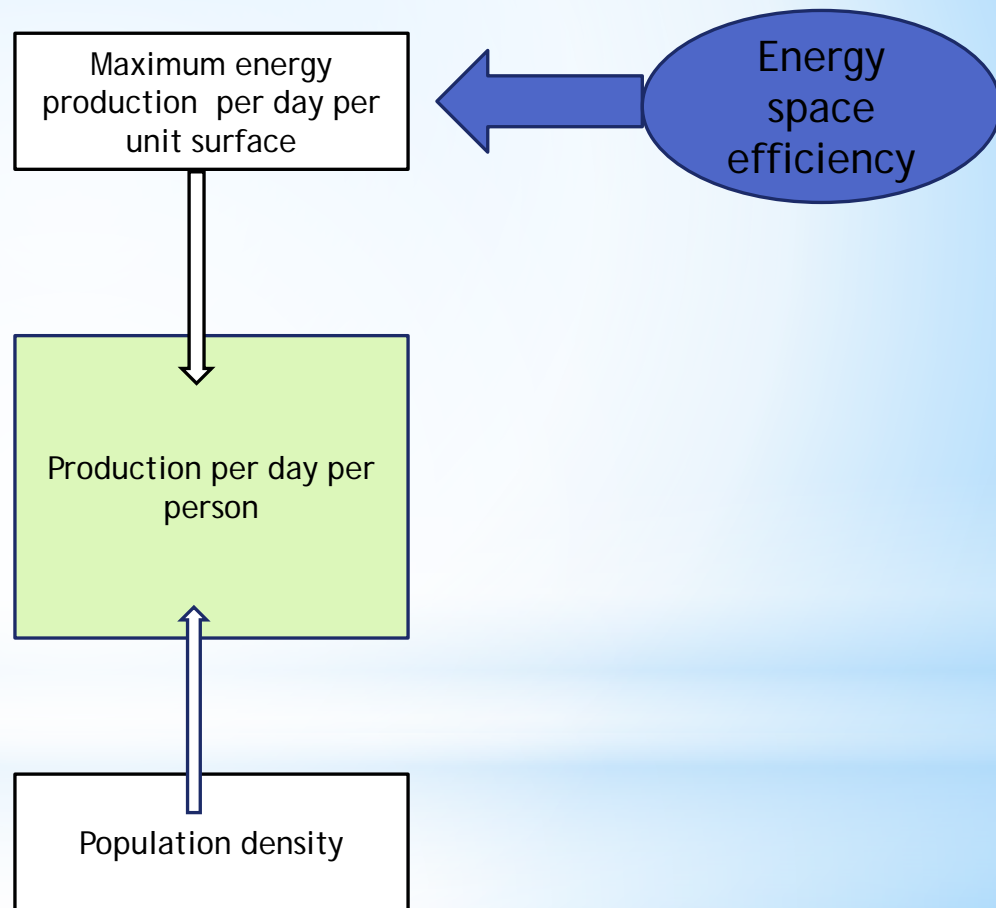 Maximum energy
production  per day per
unit surface
Energy
space
efficiency
Production per day per
person
Population density